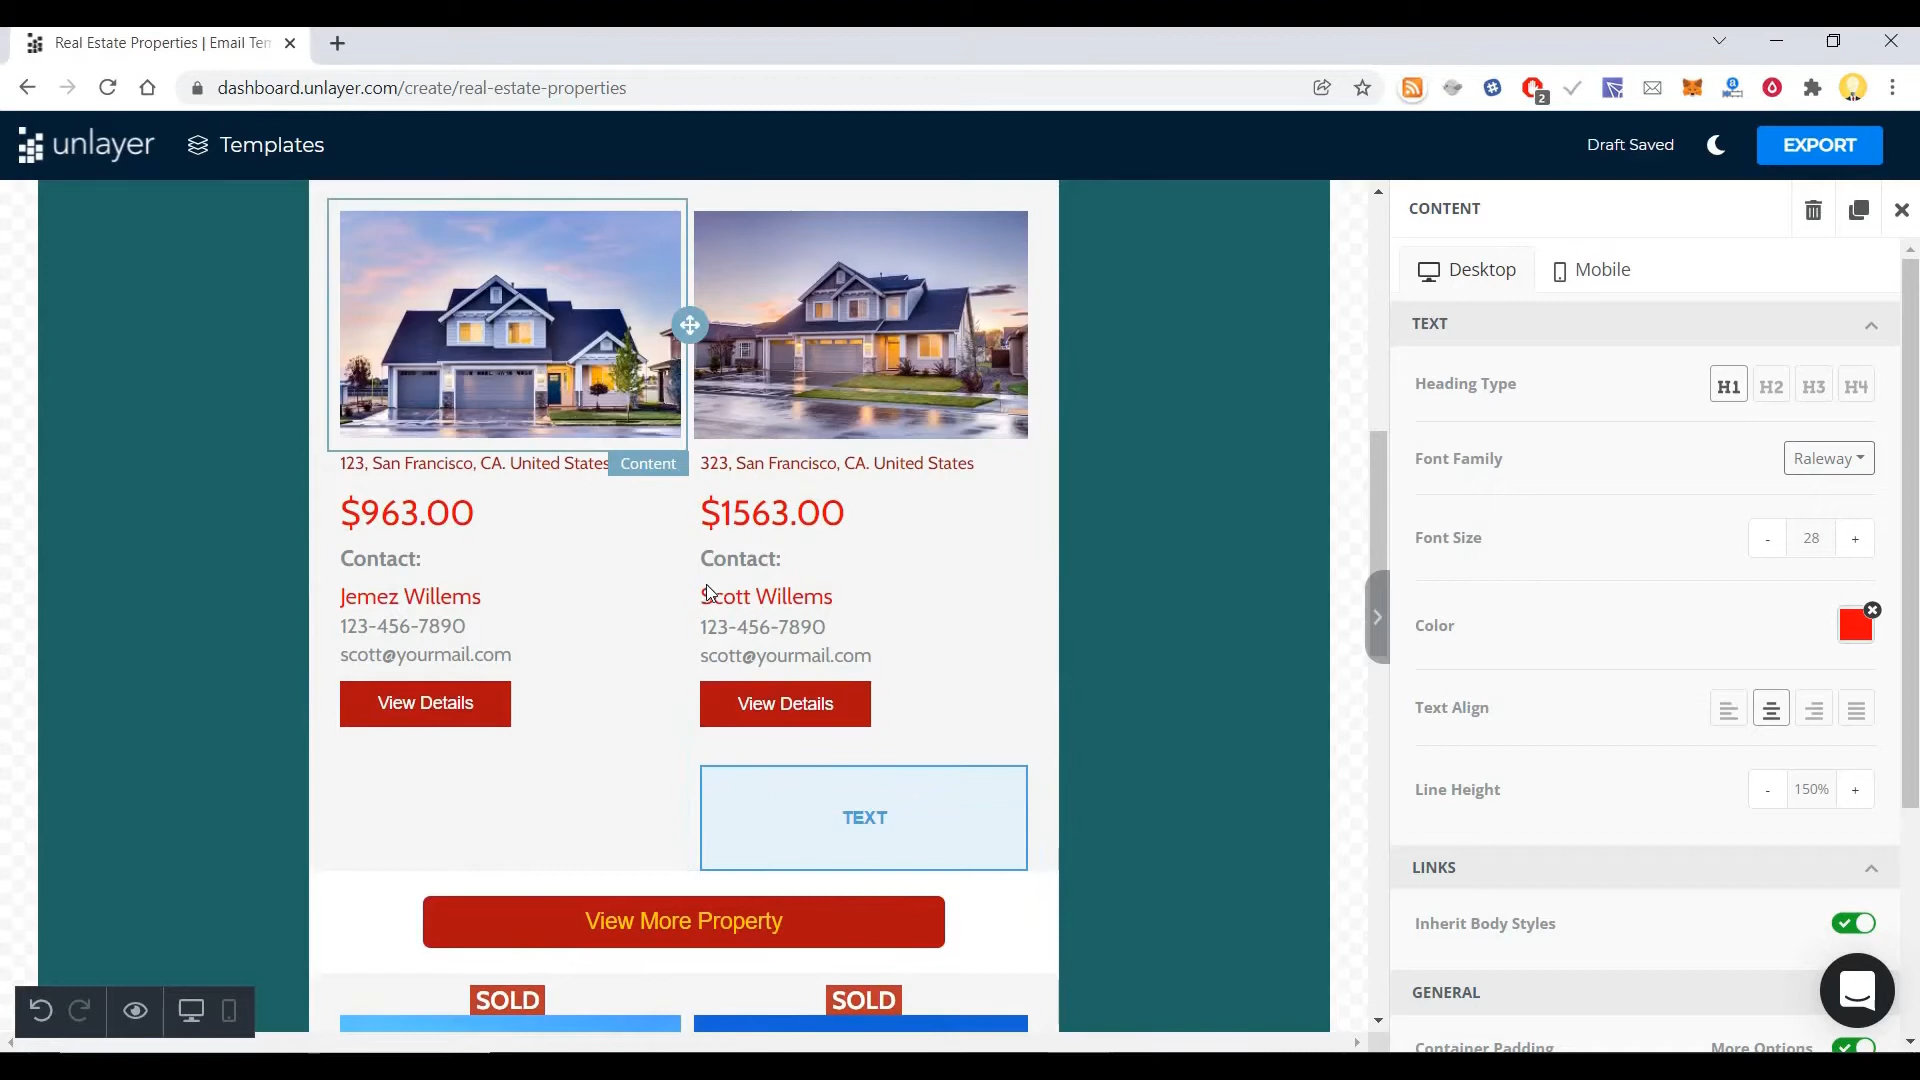 Real Estate Properties | Email Ten
dashboard.unlayer.com/create/real-estate-properties
2
unlayer
Templates
Draft Saved
EXPORT
CONTENT
Desktop
Mobile
TEXT
Heading Type
H1 H2 H3 H4
Font Family
Raleway
Font Size
- 28 +
Color
Text Align
Line Height
- 150% +
LINKS
Inherit Body Styles
GENERAL
Container Padding
More Options
123, San Francisco, CA. United States
Content
$963.00
Contact:
Jemez Willems
123-456-7890
scott@yourmail.com
View Details
323, San Francisco, CA. United States
$1563.00
Contact:
Scott Willems
123-456-7890
scott@yourmail.com
View Details
TEXT
View More Property
SOLD
SOLD